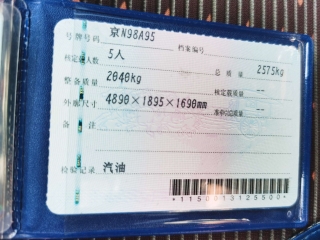 号牌号码 京N98A95 档案编号
核定载人数 5人 总质量 2575kg
整备质量 2040kg 核定载质量 --
外廓尺寸 4890×1895×1690mm 准牵引总质量 --
备注
检验记录 汽油
*1150013125500*